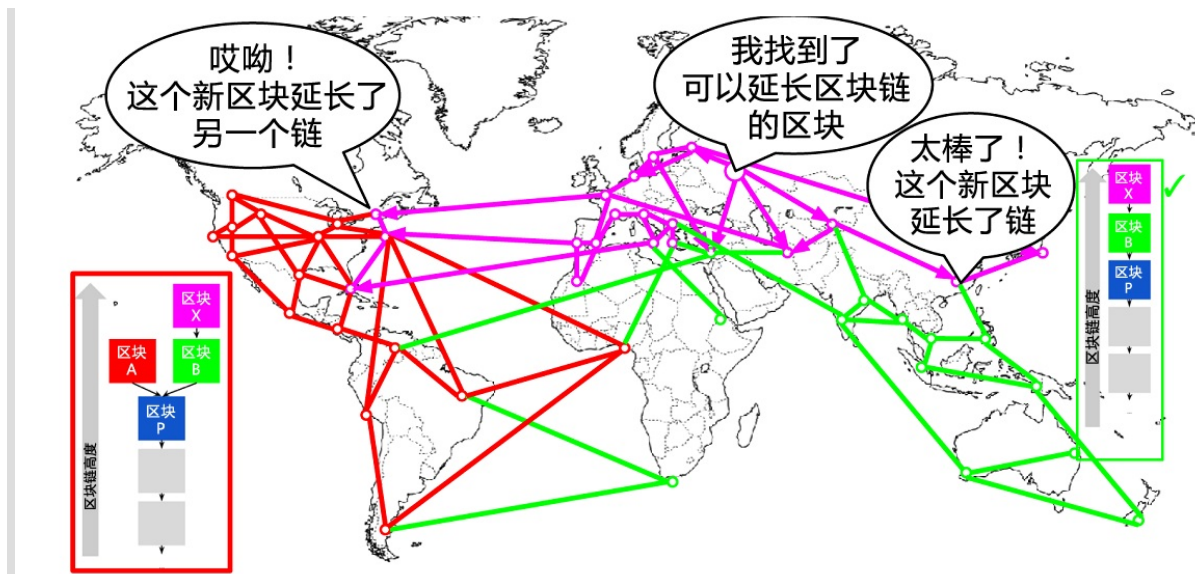 哎呦！
这个新区块延长了
另一个链
我找到了
可以延长区块链
的区块
太棒了！
这个新区块
延长了链
区块
X
区块
A
区块
B
区块
P
区块链高度
区块
X
区块
B
区块
P
区块链高度